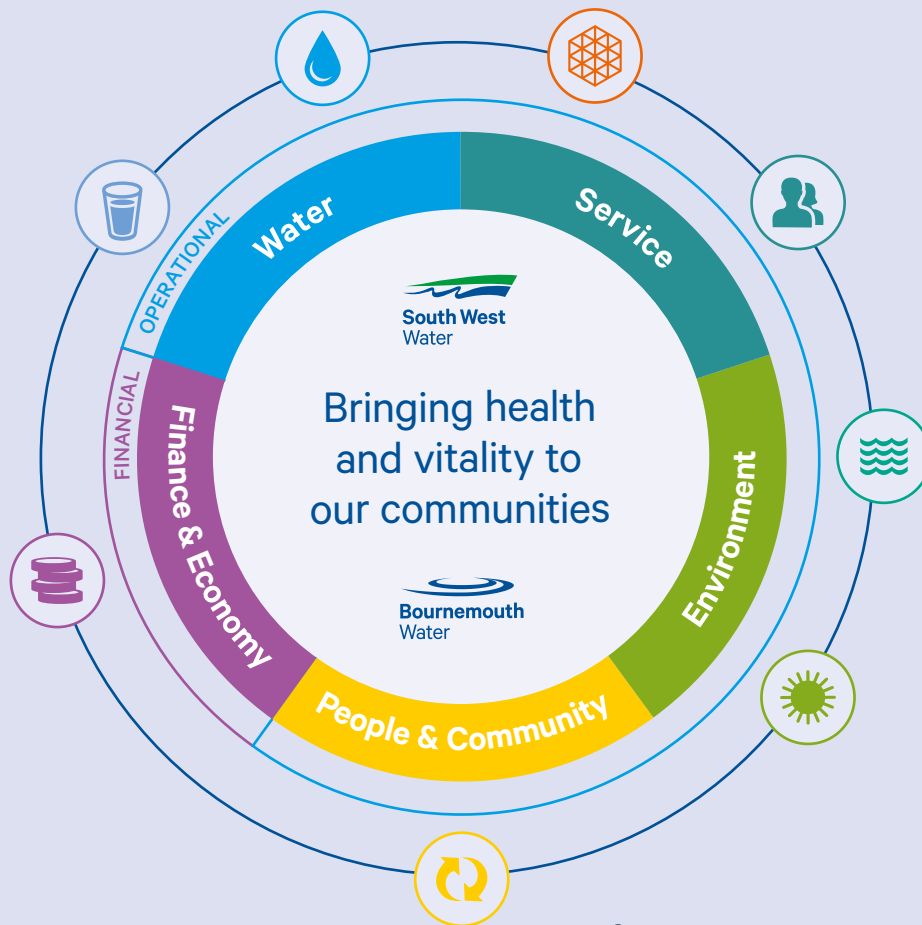 OPERATIONAL
Water
Service
South West
Water
FINANCIAL
Finance & Economy
Bringing health
and vitality to
our communities
Environment
Bournemouth
Water
People & Community